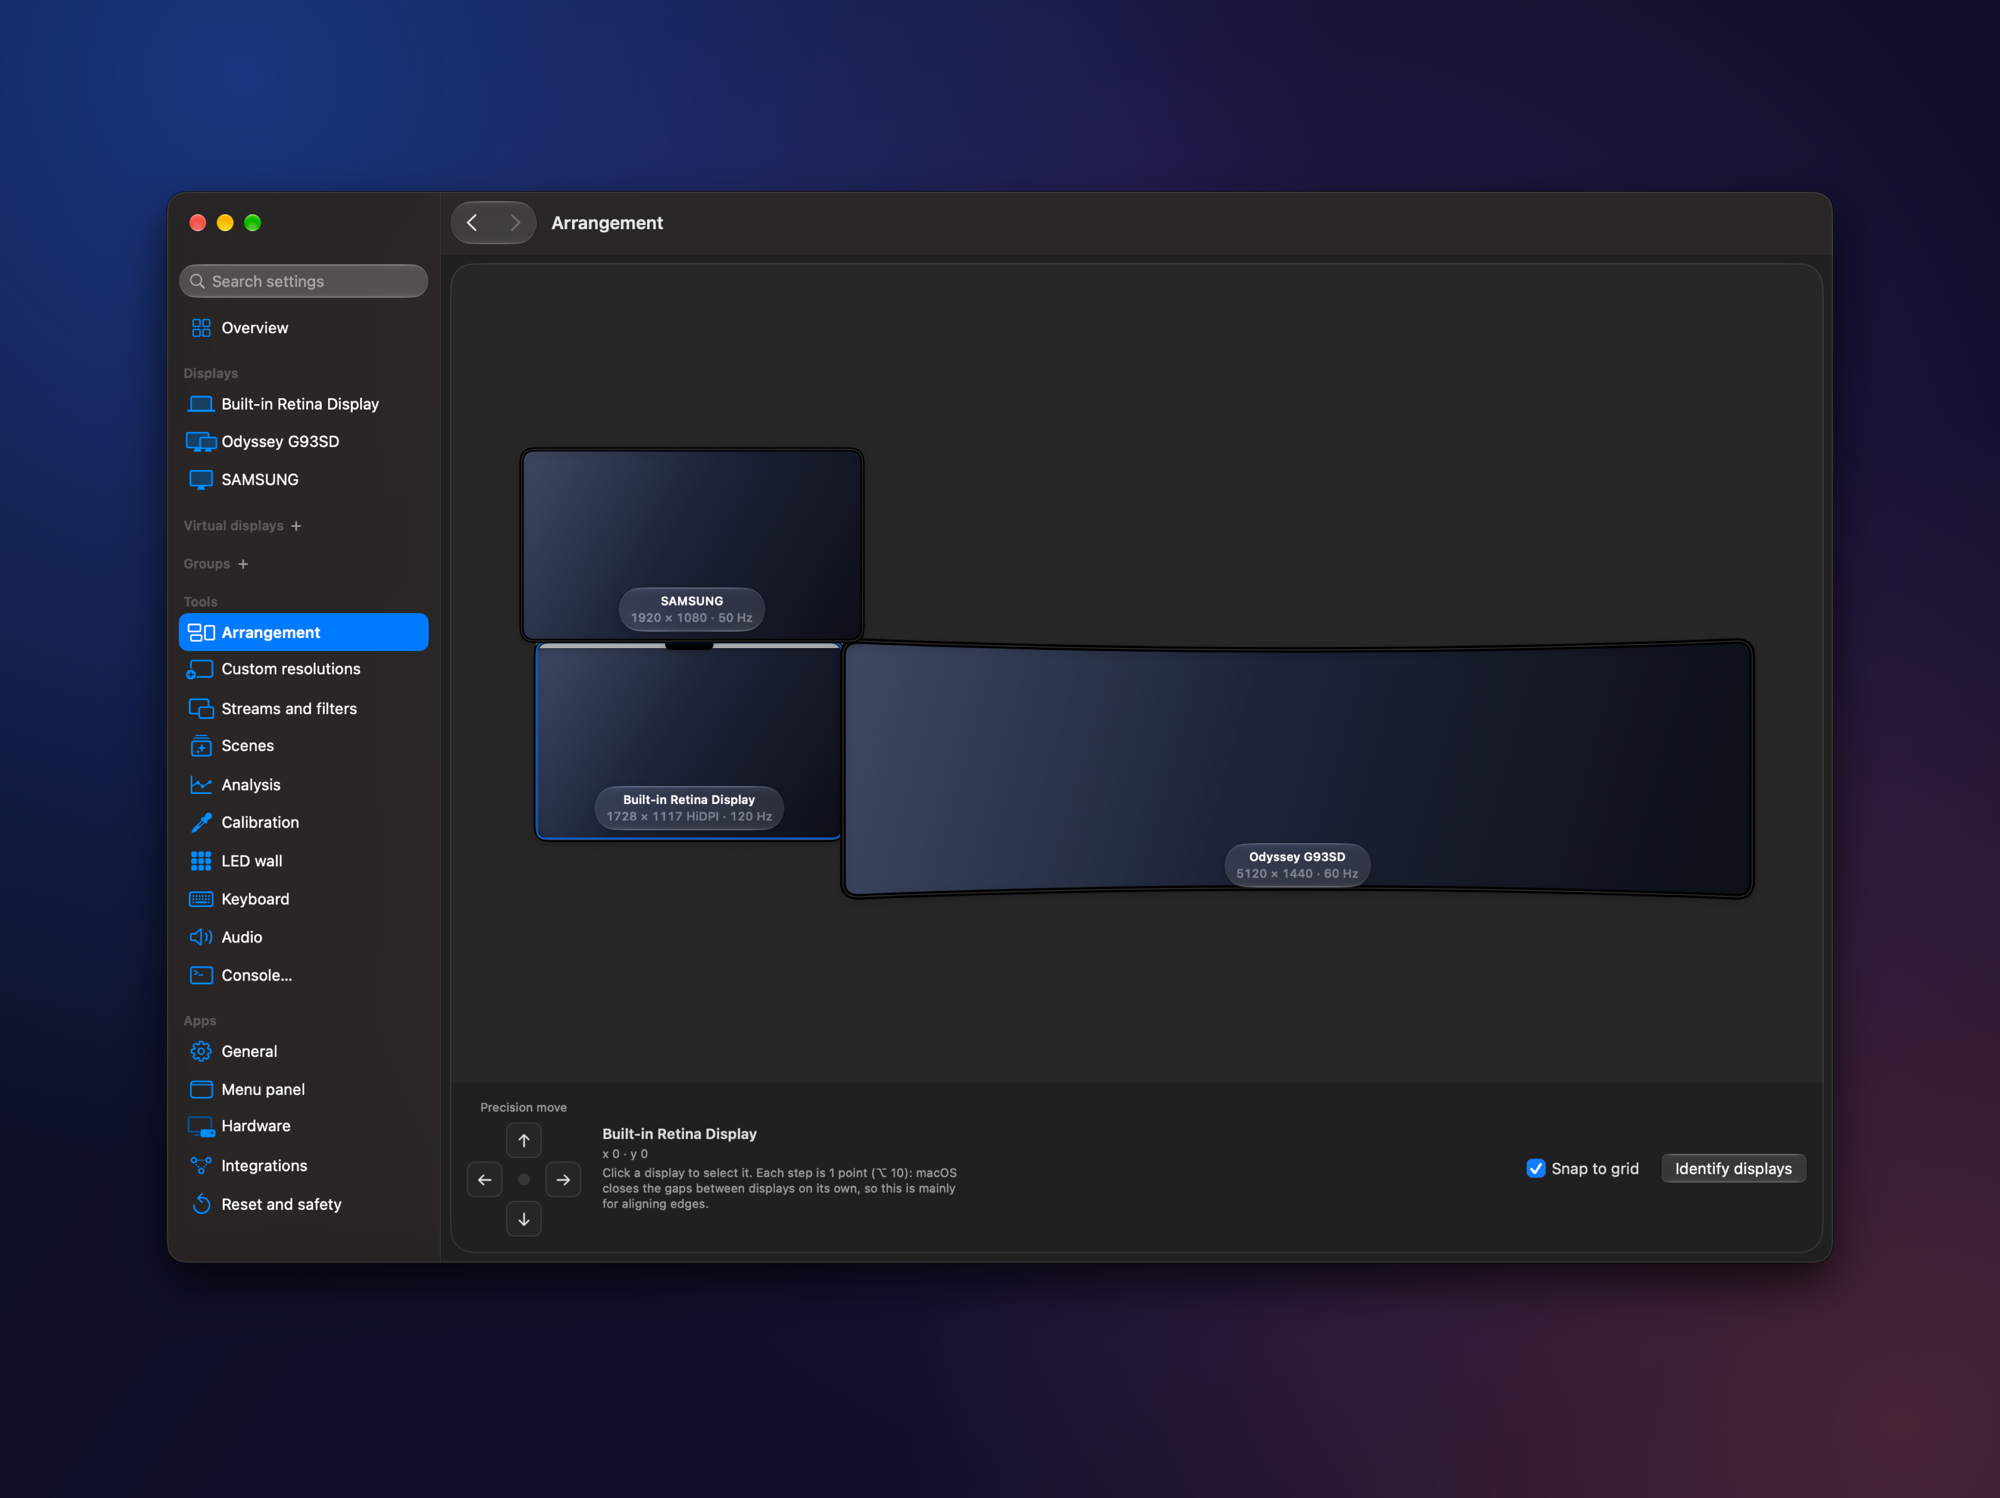 Arrangement
Search settings
Overview
Displays
Built-in Retina Display
Odyssey G93SD
SAMSUNG
Virtual displays +
Groups +
Tools
Arrangement
Custom resolutions
Streams and filters
Scenes
Analysis
Calibration
LED wall
Keyboard
Audio
Console...
Apps
General
Menu panel
Hardware
Integrations
Reset and safety
SAMSUNG
1920 × 1080 · 50 Hz
Built-in Retina Display
1728 × 1117 HiDPI · 120 Hz
Odyssey G93SD
5120 × 1440 · 60 Hz
Precision move
Built-in Retina Display
x 0 · y 0
Click a display to select it. Each step is 1 point (⌥ 10): macOS
closes the gaps between displays on its own, so this is mainly
for aligning edges.
Snap to grid
Identify displays